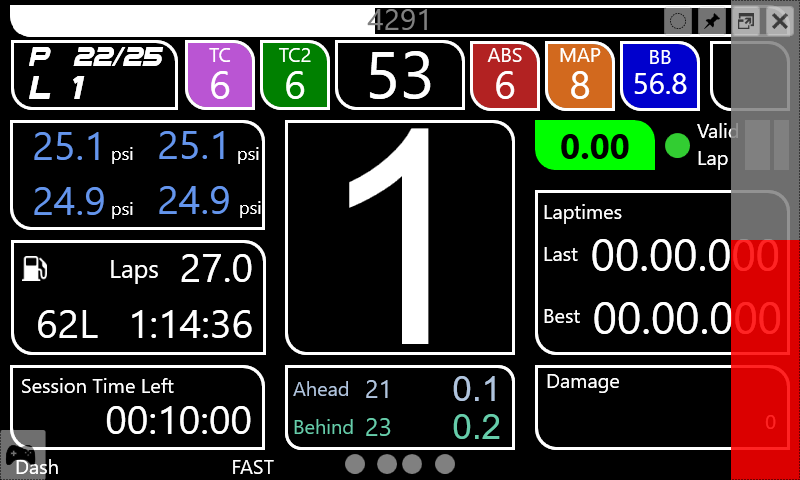 4291
P 22/25
L 1
TC
6
TC2
6
53
ABS
6
MAP
8
BB
56.8
25.1 psi 25.1 psi
24.9 psi 24.9 psi
1
0.00
Valid
Lap
Laps 27.0
62L 1:14:36
Laptimes
Last 00.00.000
Best 00.00.000
Session Time Left
00:10:00
Ahead 21 0.1
Behind 23 0.2
Damage
0
Dash FAST